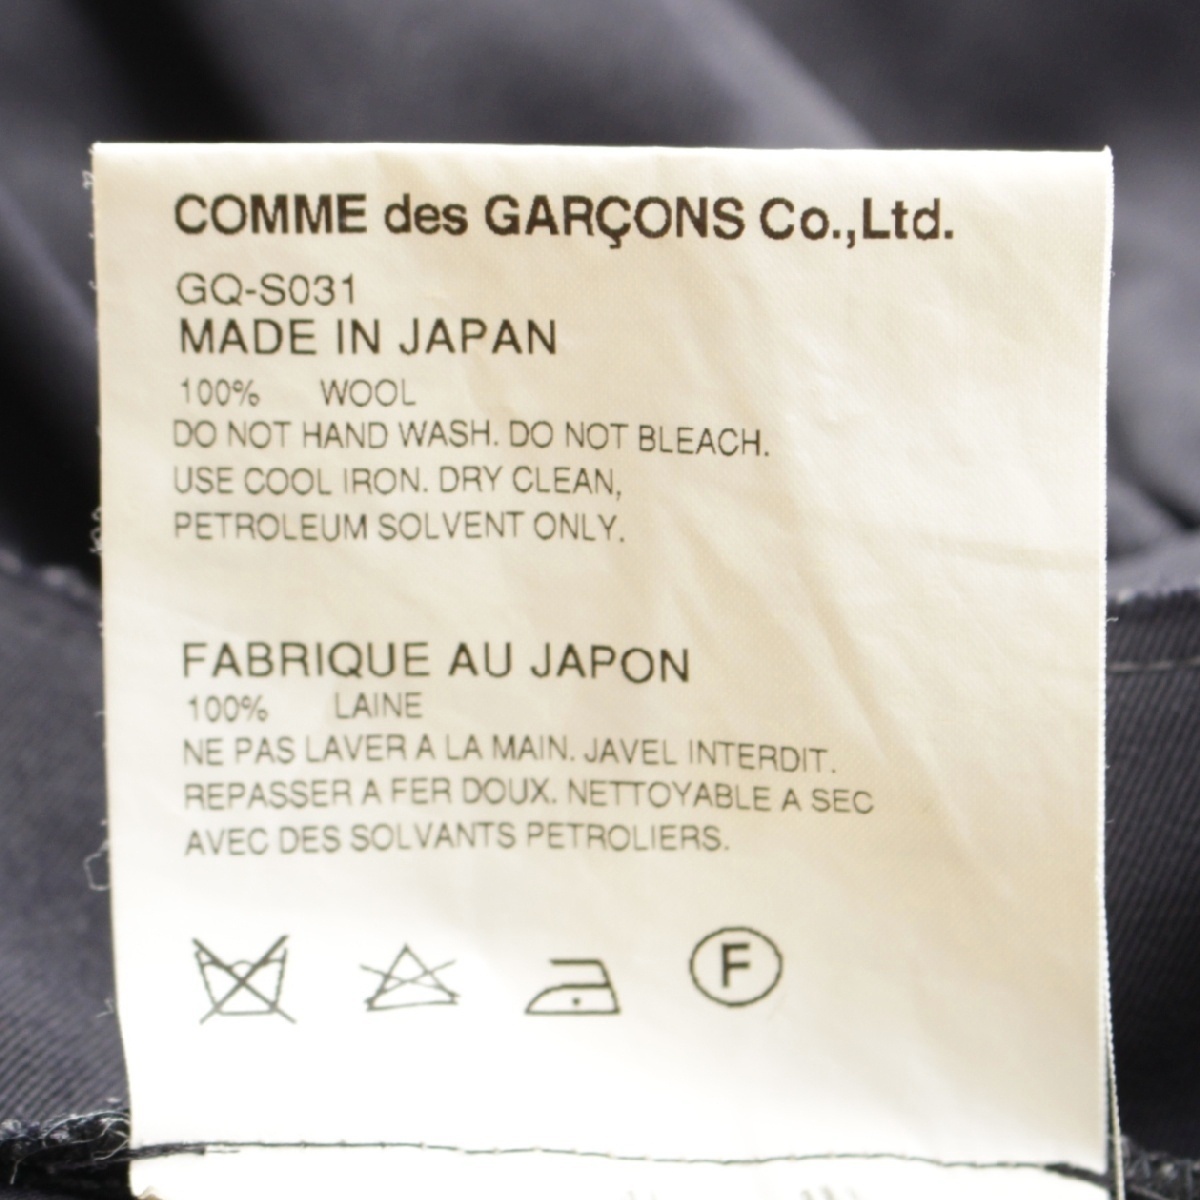 COMME des GARÇONS Co.,Ltd.
GQ-S031
MADE IN JAPAN
100% WOOL
DO NOT HAND WASH. DO NOT BLEACH.
USE COOL IRON. DRY CLEAN,
PETROLEUM SOLVENT ONLY.
FABRIQUE AU JAPON
100% LAINE
NE PAS LAVER A LA MAIN. JAVEL INTERDIT.
REPASSER A FER DOUX. NETTOYABLE A SEC
AVEC DES SOLVANTS PETROLIERS.
F